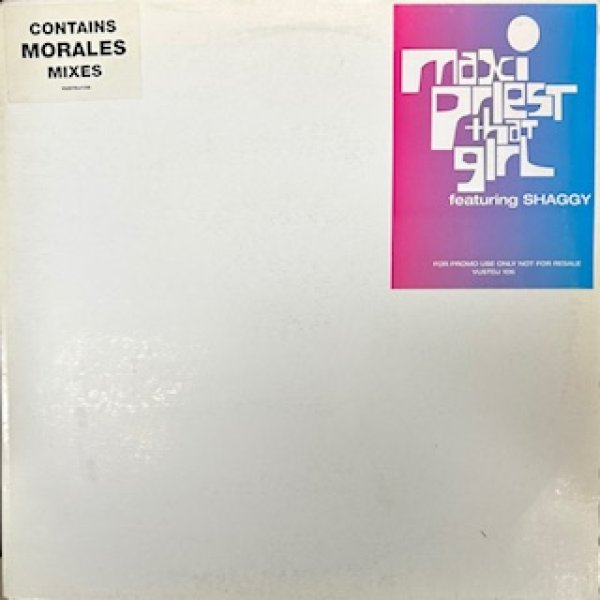 CONTAINS
MORALES
MIXES
maxi
priest
that
girl
featuring SHAGGY
FOR PROMO USE ONLY NOT FOR RESALE